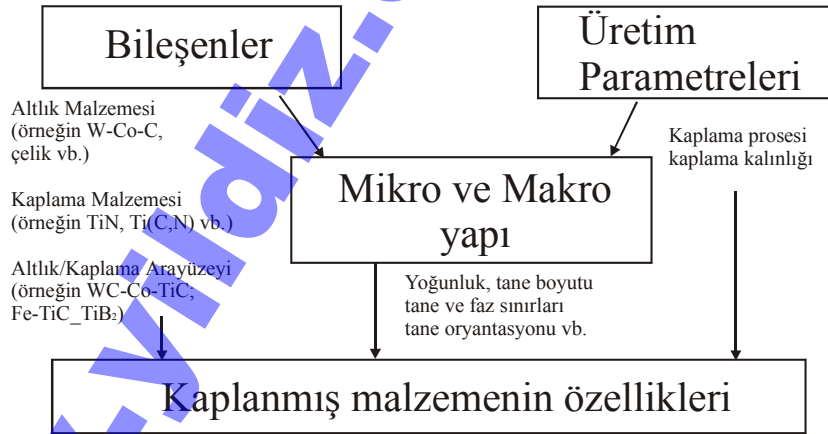 Bileşenler
Üretim
Parametreleri
Altlık Malzemesi
(örneğin W-Co-C,
çelik vb.)
Kaplama Malzemesi
(örneğin TiN, Ti(C,N) vb.)
Altlık/Kaplama Arayüzeyi
(örneğin WC-Co-TiC;
Fe-TiC_TiB₂)
Kaplama prosesi
kaplama kalınlığı
Mikro ve Makro
yapı
Yoğunluk, tane boyutu
tane ve faz sınırları
tane oryantasyonu vb.
Kaplanmış malzemenin özellikleri
yildiz.